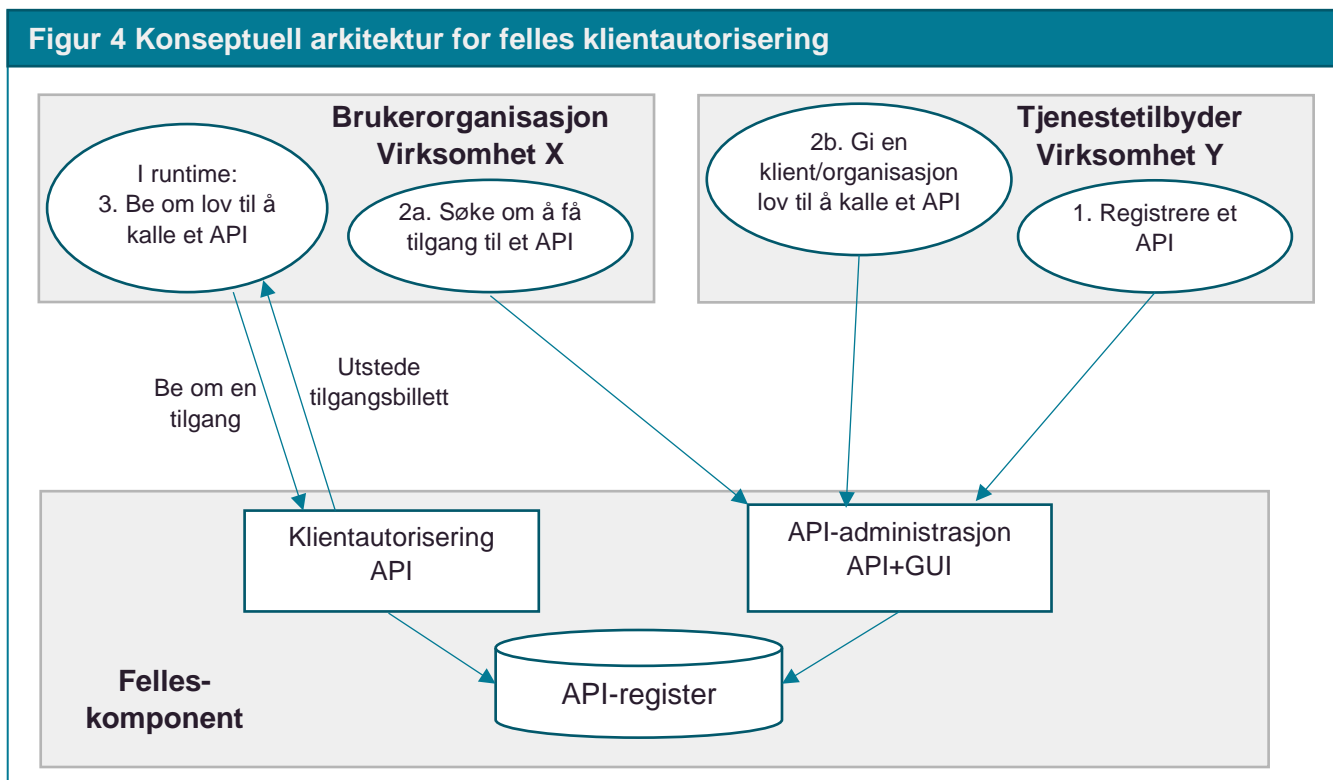 Figur 4 Konseptuell arkitektur for felles klientautorisering
Brukerorganisasjon
Virksomhet X
I runtime:
3. Be om lov til å
kalle et API
2a. Søke om å få
tilgang til et API
Tjenestetilbyder
Virksomhet Y
2b. Gi en
klient/organisasjon
lov til å kalle et API
1. Registrere et
API
Be om en
tilgang
Utstede
tilgangsbillett
Klientautorisering
API
API-administrasjon
API+GUI
Felles-
komponent
API-register